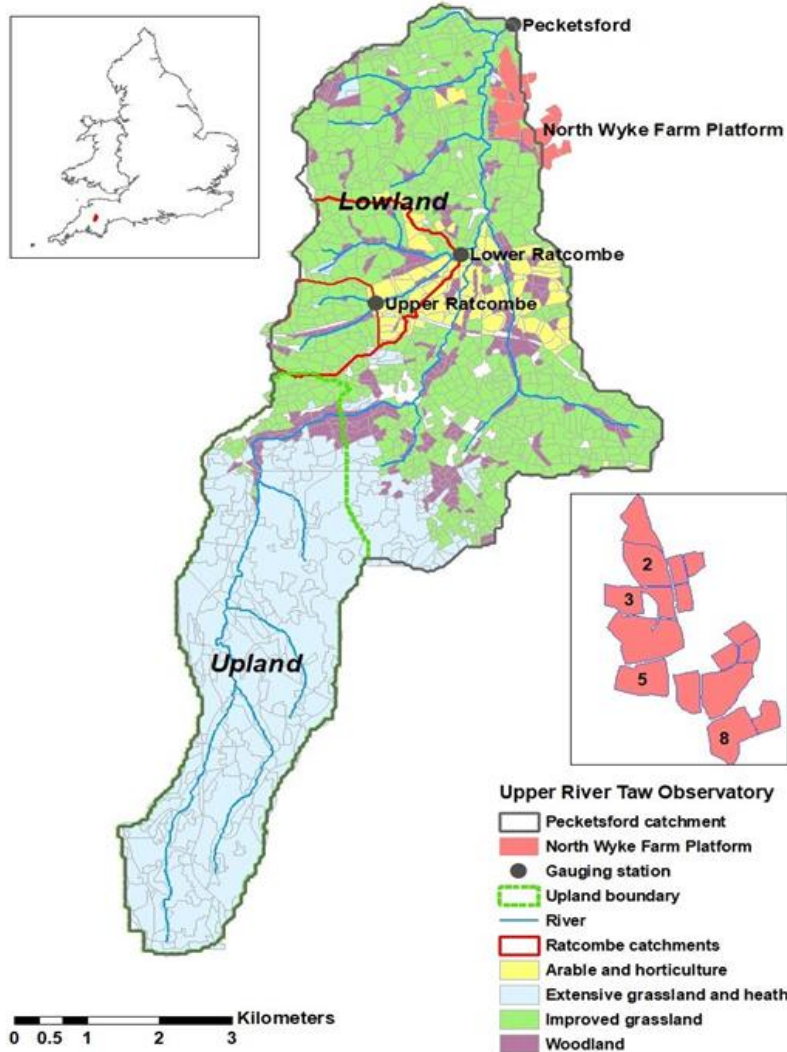 Pecketsford
North Wyke Farm Platform
Lowland
Lower Ratcombe
Upper Ratcombe
Upland
2
3
5
8
Upper River Taw Observatory
Pecketsford catchment
North Wyke Farm Platform
Gauging station
Upland boundary
River
Ratcombe catchments
Arable and horticulture
Extensive grassland and heath
Improved grassland
Woodland
Kilometers
0 0.5 1 2 3